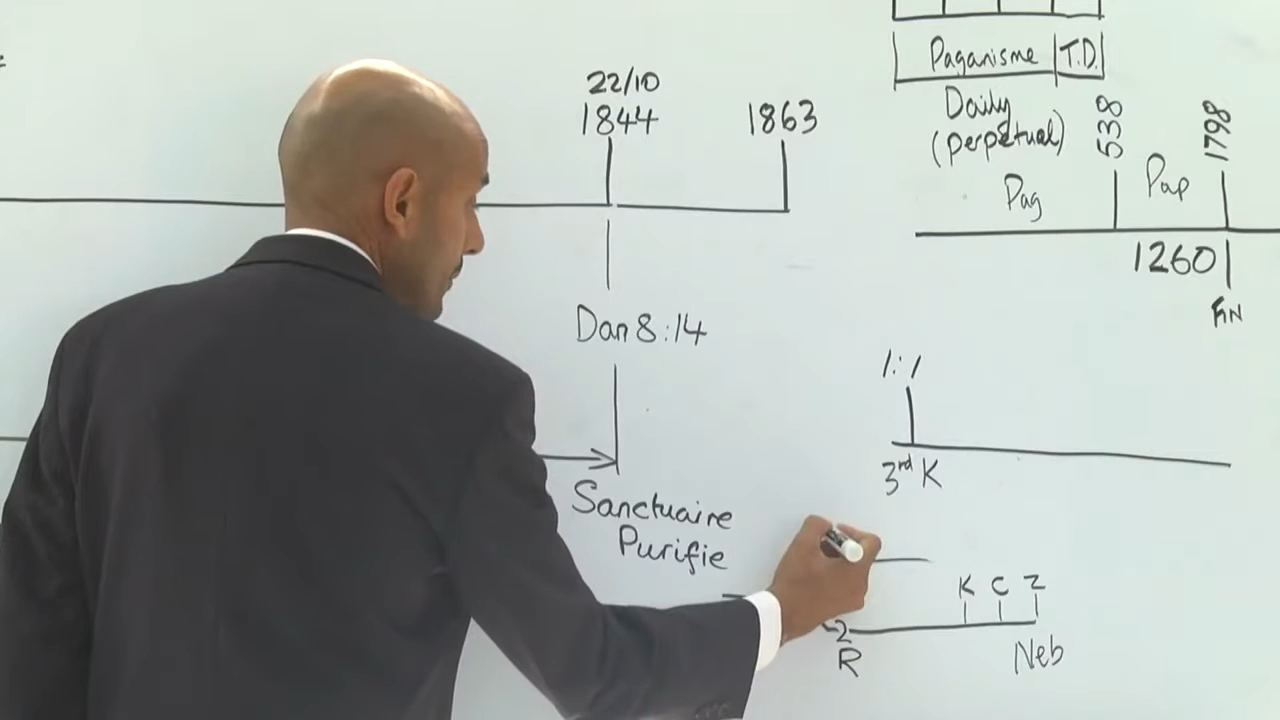 22/10
1844
1863
Dan 8:14
Sanctuaire
Purifie
Paganisme T.D.
Daily
(perpetual)
538
1798
Pag
Pap
1260
FIN
1:1
3rd K
K C Z
2
R
Neb